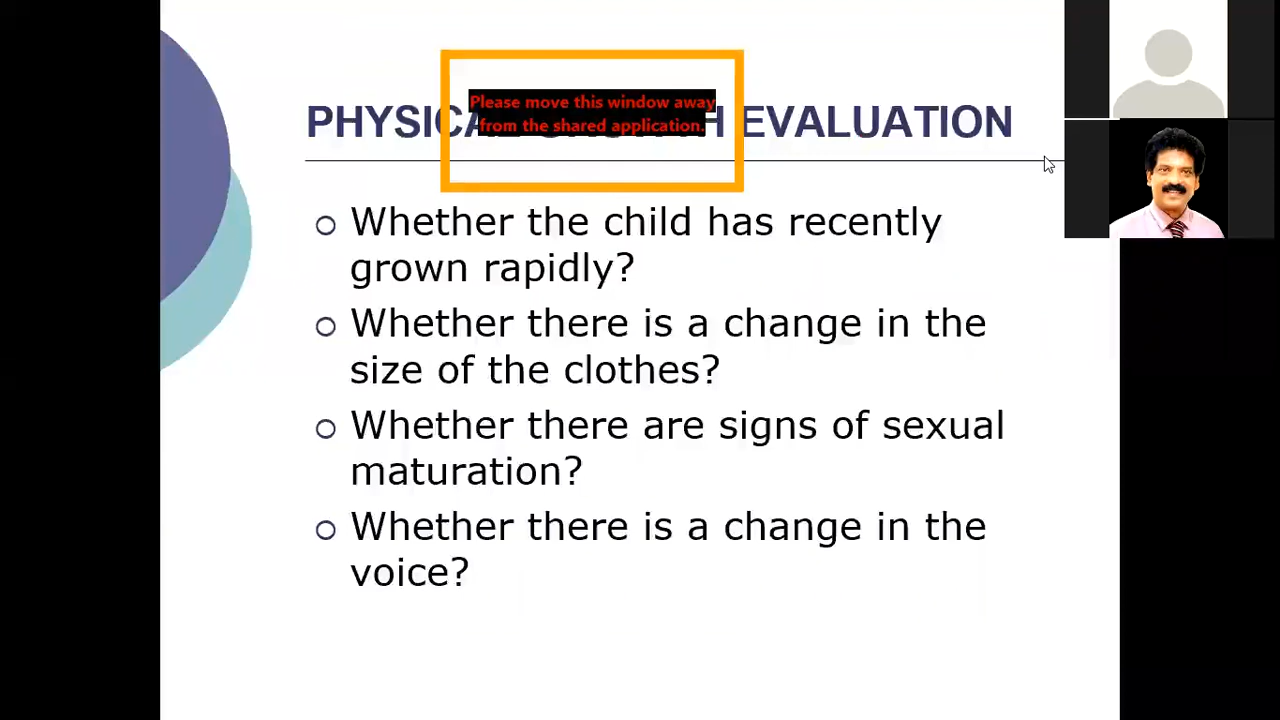 Please move this window away
from the shared application.
EVALUATION
Whether the child has recently
grown rapidly?
Whether there is a change in the
size of the clothes?
Whether there are signs of sexual
maturation?
Whether there is a change in the
voice?